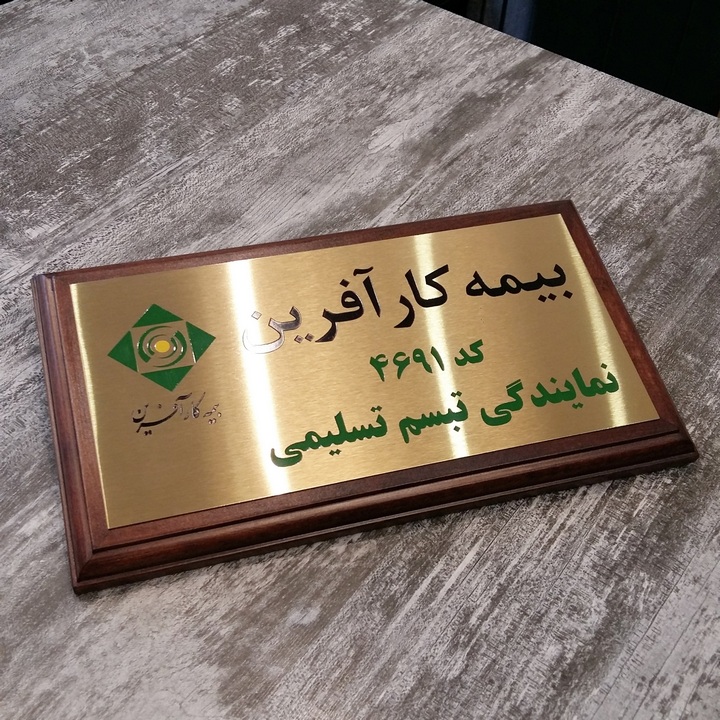 بیمه کارآفرین
کد ۴۶۹۱
نمایندگی تبسم تسلیمی
بیمه کارآفرین